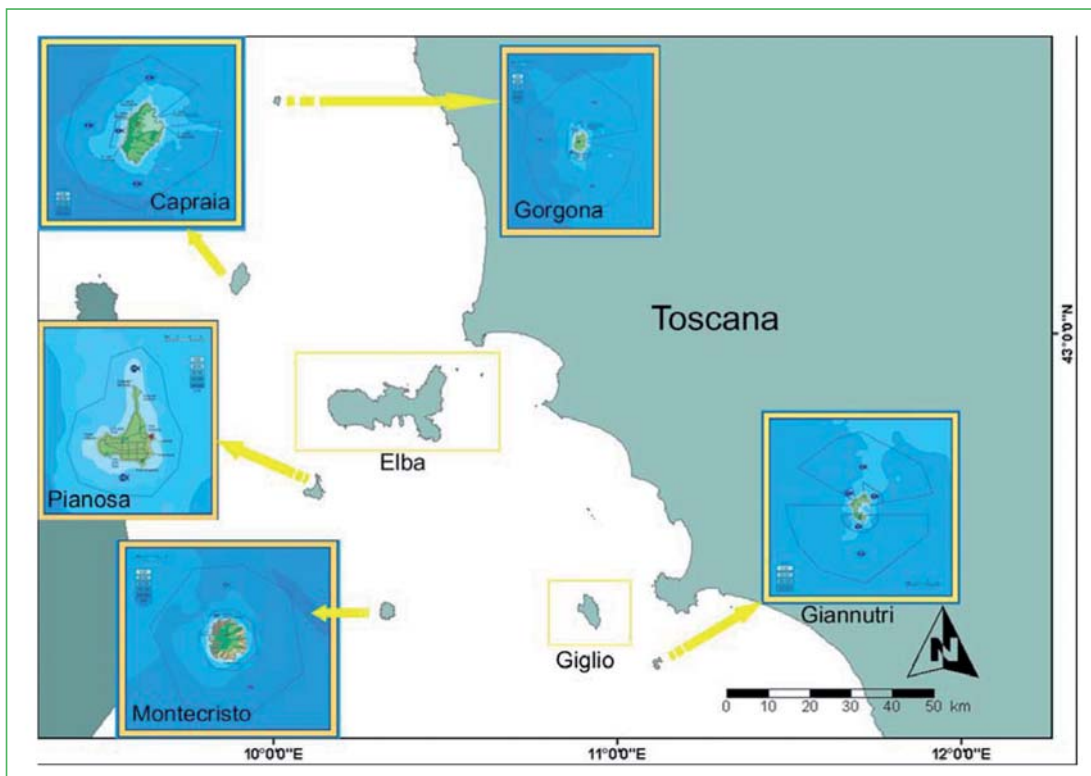 Capraia
Gorgona
Toscana
43°0'0"N
Elba
Pianosa
Giannutri
Giglio
Montecristo
N
0 10 20 30 40 50 km
10°0'0"E 11°0'0"E 12°0'0"E